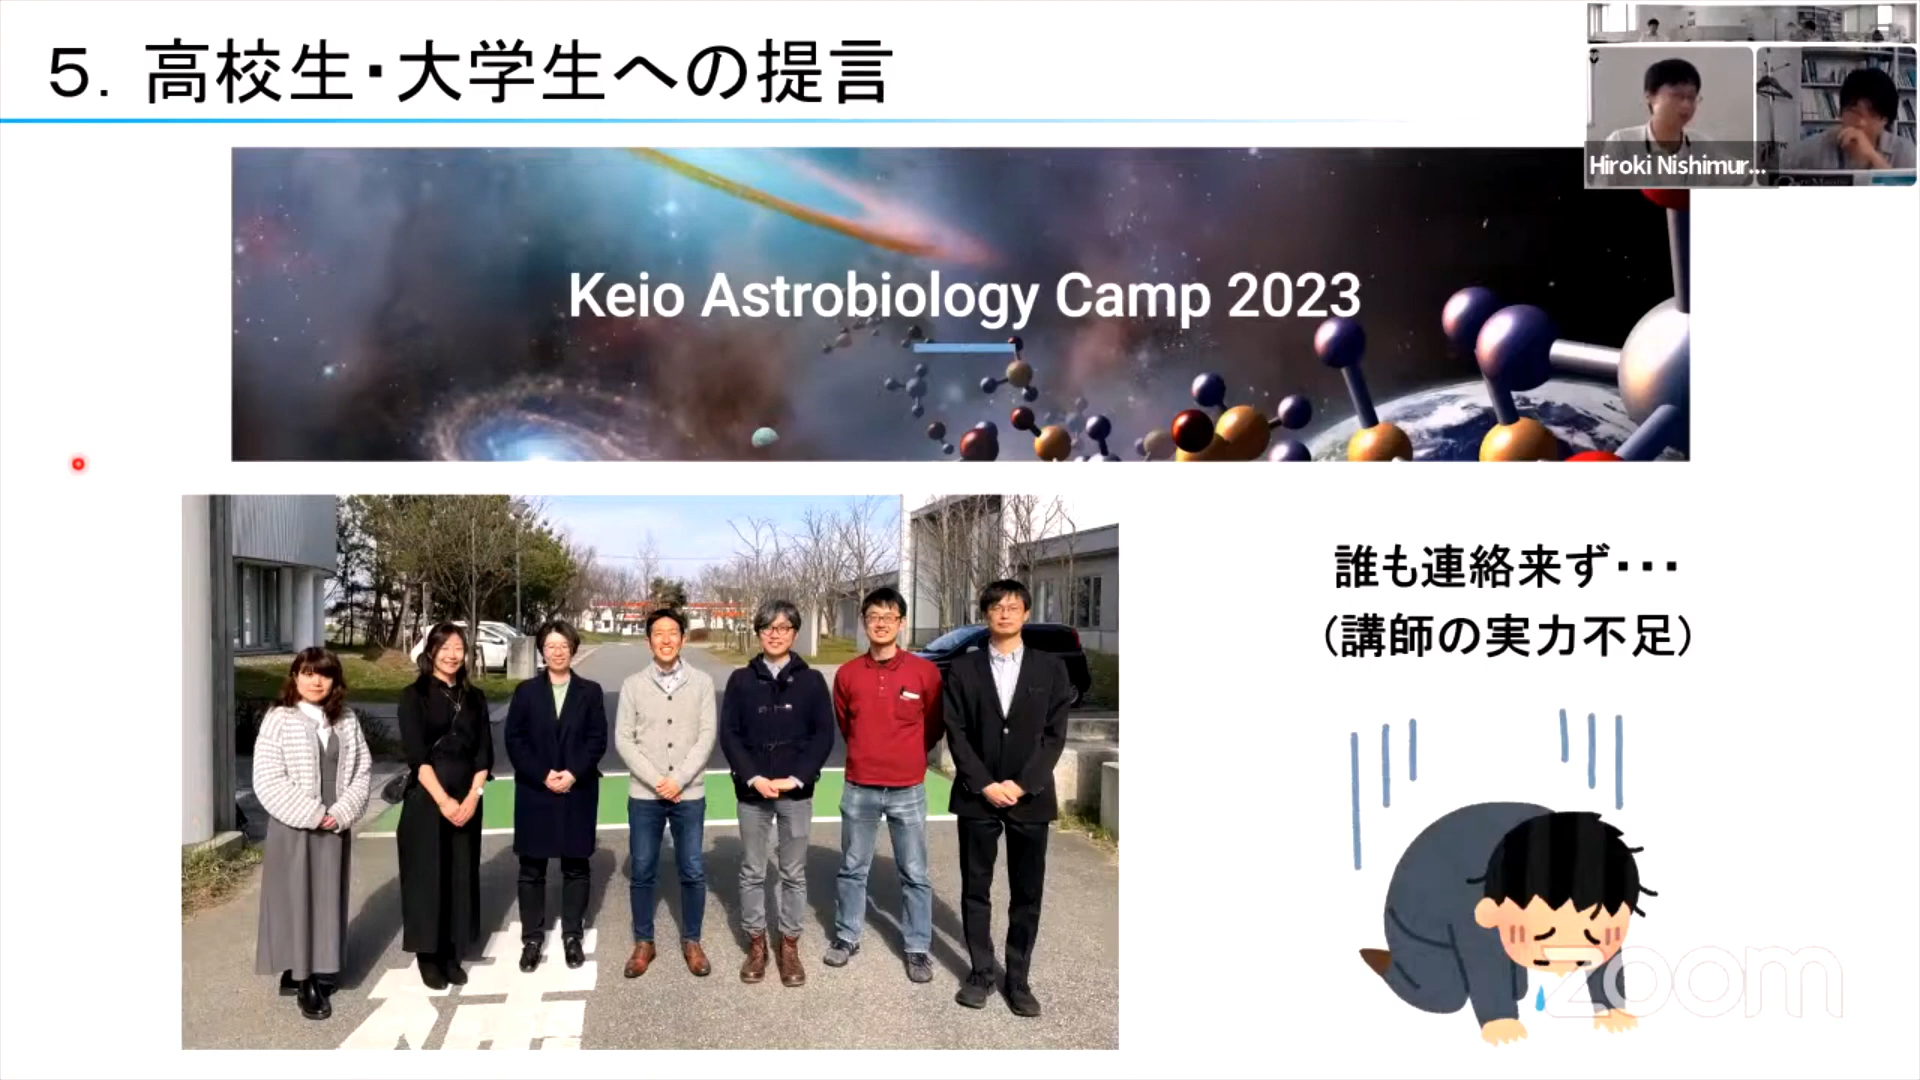 5. 高校生・大学生への提言
Hiroki Nishimur...
Keio Astrobiology Camp 2023
誰も連絡来ず・・・
(講師の実力不足)
zoom